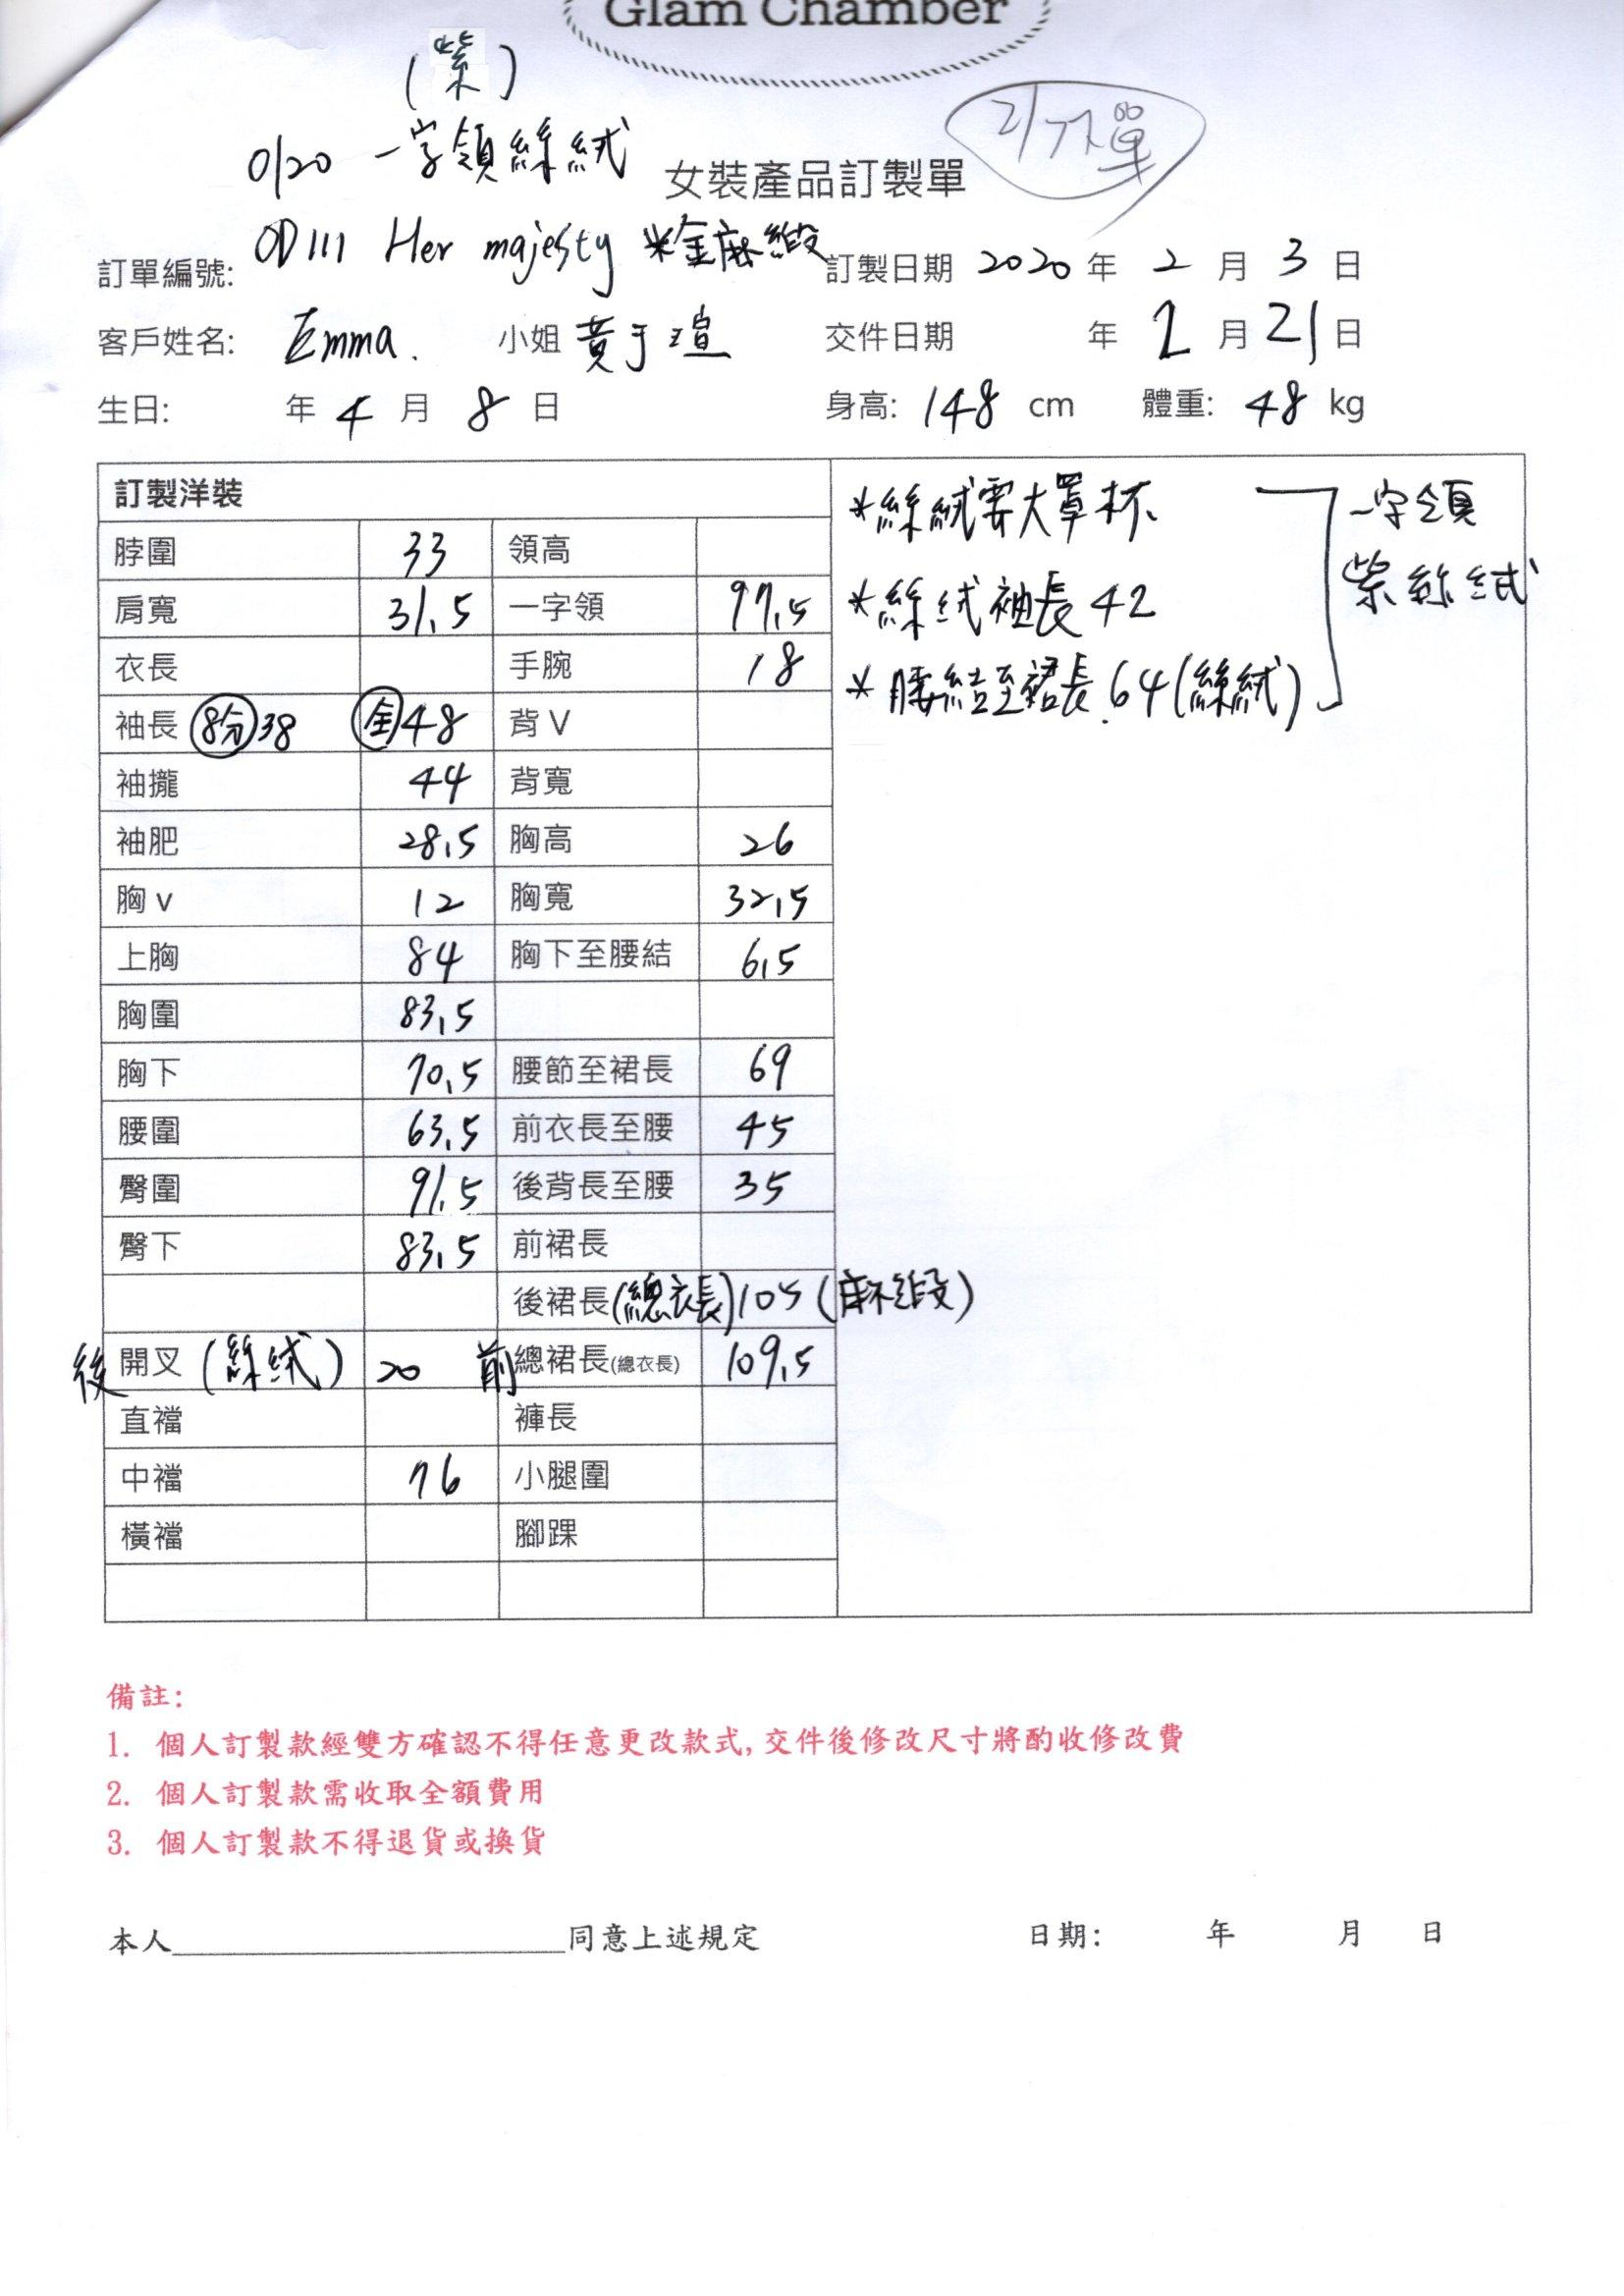 Glam Chamber
(紫)
0120 一字領絲絨
女裝產品訂製單
2/7下單
訂單編號: OD111 Her majesty *金麻緞
訂製日期 2020 年 2 月 3 日
客戶姓名: Emma. 小姐 黃于瑄
交件日期 年 2 月 21 日
生日: 年 4 月 8 日
身高: 148 cm 體重: 48 kg
訂製洋裝
脖圍 33 領高
肩寬 31.5 一字領 97.5
衣長 手腕 18
袖長 8分 38 全 48 背V
袖攏 44 背寬
袖肥 28.5 胸高 26
胸v 12 胸寬 32.5
上胸 84 胸下至腰結 6.5
胸圍 83.5
胸下 70.5 腰節至裙長 69
腰圍 63.5 前衣長至腰 45
臀圍 91.5 後背長至腰 35
臀下 83.5 前裙長
後裙長(總衣長)105(麻緞)
後開叉(絲絨) 20 前總裙長(總衣長) 109.5
直襠 褲長
中襠 76 小腿圍
橫襠 腳踝
*絲絨要大罩杯
*絲絨袖長42
*腰結至裙長.64(絲絨)
一字領
紫絲絨
備註:
1. 個人訂製款經雙方確認不得任意更改款式,交件後修改尺寸將酌收修改費
2. 個人訂製款需收取全額費用
3. 個人訂製款不得退貨或換貨
本人______________________同意上述規定 日期: 年 月 日